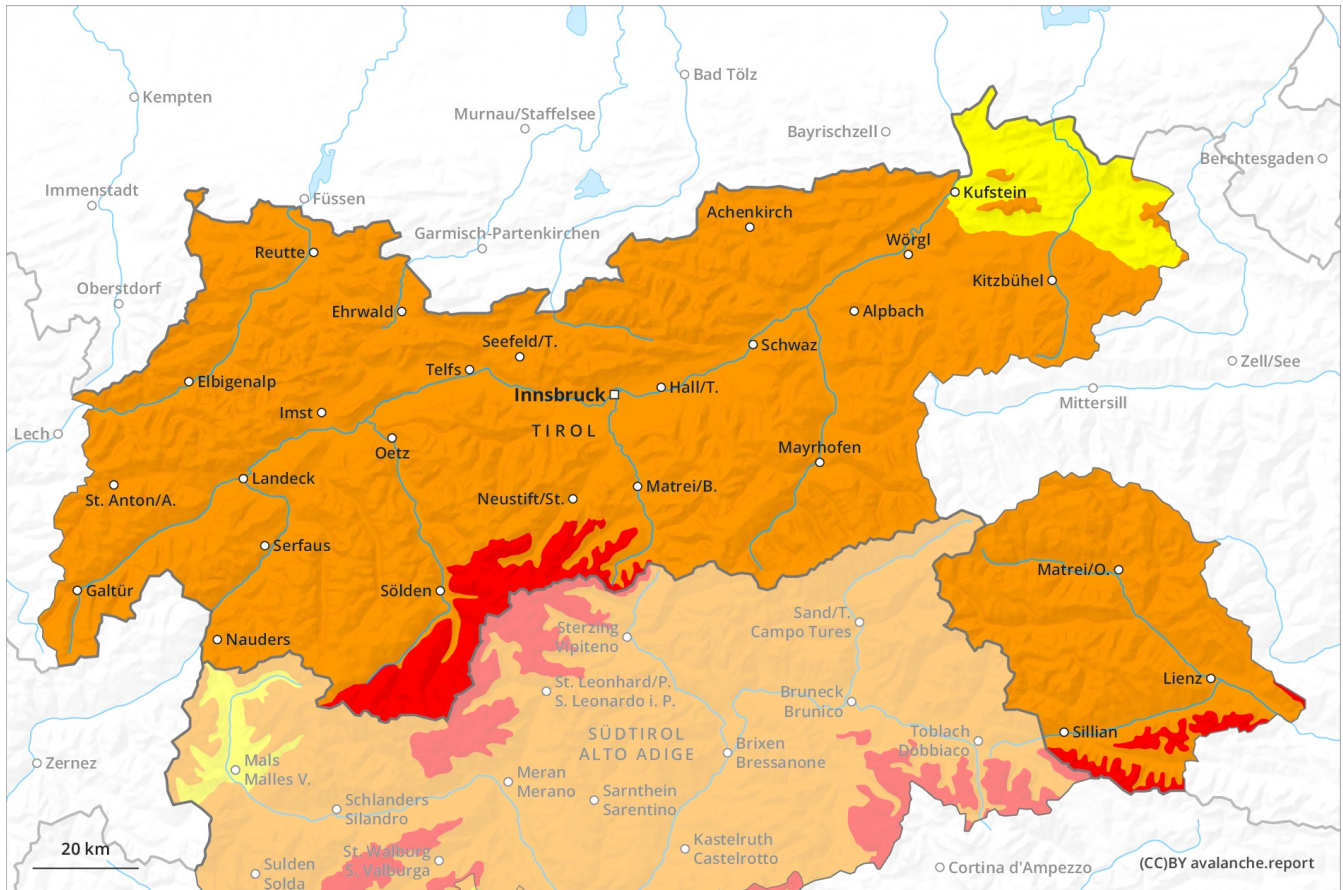 Bad Tölz
Kempten
Murnau/Staffelsee
Bayrischzell
Berchtesgaden
Immenstadt
Füssen
Kufstein
Achenkirch
Garmisch-Partenkirchen
Wörgl
Reutte
Kitzbühel
Oberstdorf
Ehrwald
Alpbach
Seefeld/T.
Schwaz
Zell/See
Telfs
Elbigenalp
Hall/T.
Innsbruck
Mittersill
Imst
TIROL
Lech
Oetz
Mayrhofen
Landeck
Matrei/B.
St. Anton/A.
Neustift/St.
Serfaus
Matrei/O.
Galtür
Sölden
Sand/T.
Campo Tures
Sterzing
Vipiteno
Nauders
Lienz
St. Leonhard/P.
S. Leonardo i. P.
Bruneck
Brunico
SÜDTIROL
ALTO ADIGE
Toblach
Dobbiaco
Sillian
Brixen
Bressanone
Zernez
Mals
Malles V.
Meran
Merano
Sarnthein
Sarentino
Schlanders
Silandro
20 km
Kastelruth
Castelrotto
St. Walburg
S. Valburga
Sulden
Solda
Cortina d'Ampezzo
(CC)BY avalanche.report